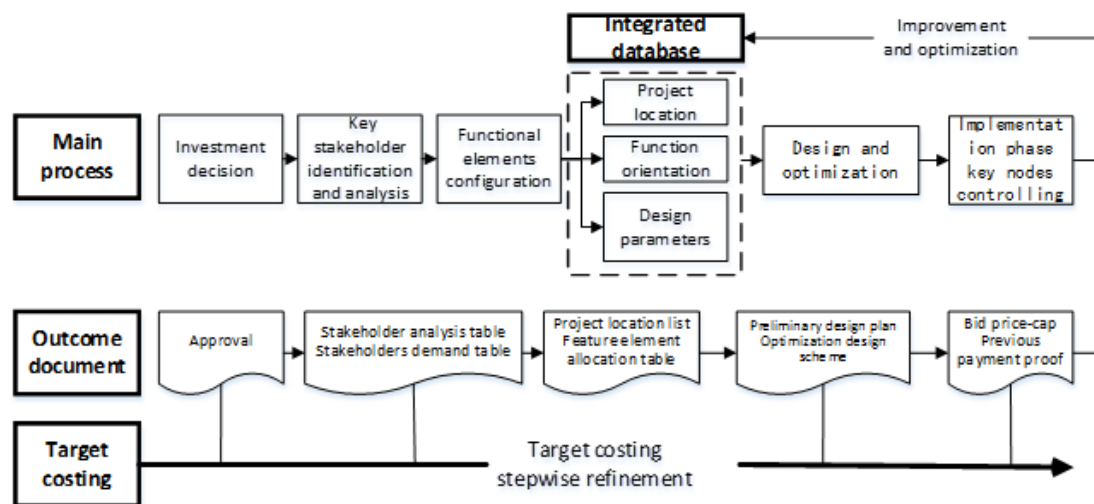 Integrated
database
Improvement
and optimization
Main
process
Investment
decision
Key
stakeholder
identification
and analysis
Functional
elements
configuration
Project
location
Function
orientation
Design
parameters
Design and
optimization
Implementat
ion phase
key nodes
controlling
Outcome
document
Approval
Stakeholder analysis table
Stakeholders demand table
Project location list
Feature element
allocation table
Preliminary design plan
Optimization design
scheme
Bid price-cap
Previous
payment proof
Target
costing
Target costing
stepwise refinement